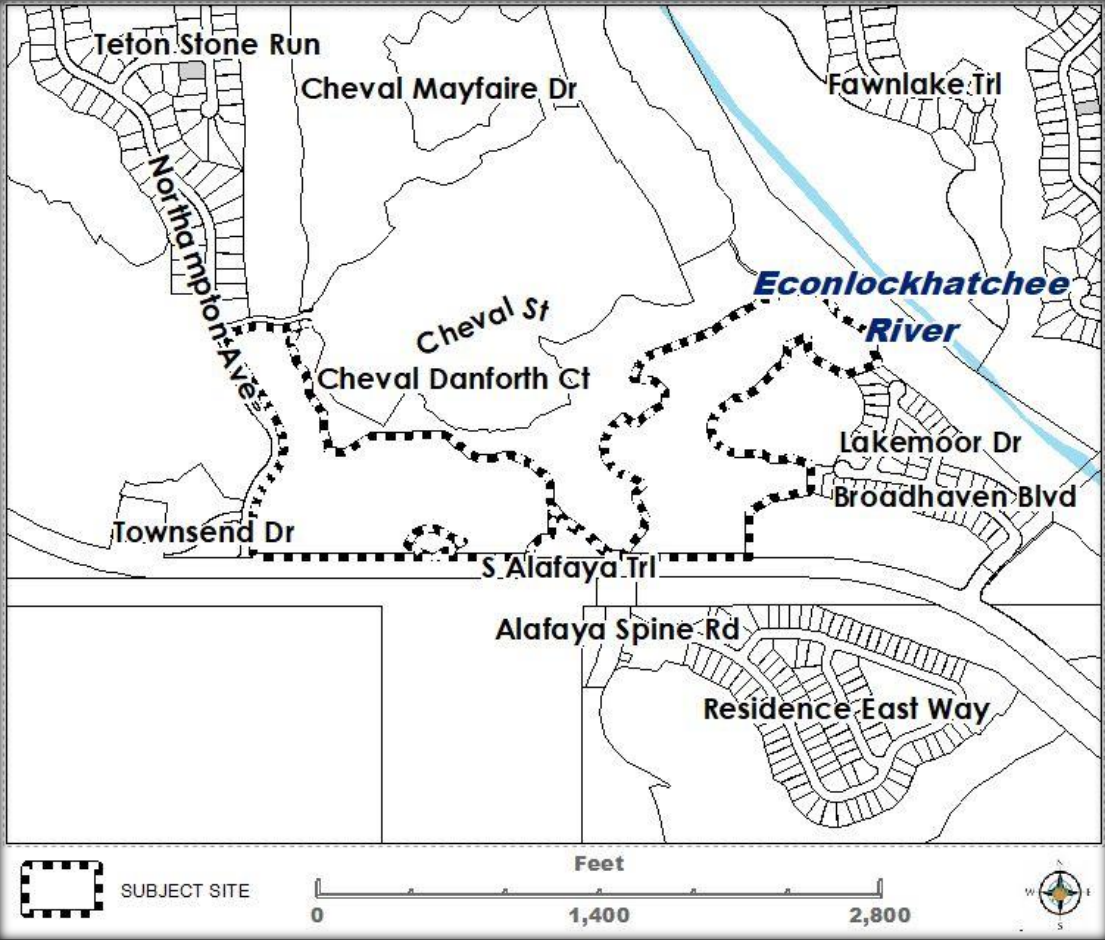 Teton Stone Run
Cheval Mayfaire Dr
Fawnlake Trl
Northampton Ave
Econlockhatchee
River
Cheval St
Cheval Danforth Ct
Lakemoor Dr
Broadhaven Blvd
Townsend Dr
S Alafaya Trl
Alafaya Spine Rd
Residence East Way
SUBJECT SITE
Feet
0 1,400 2,800
N
W E
S